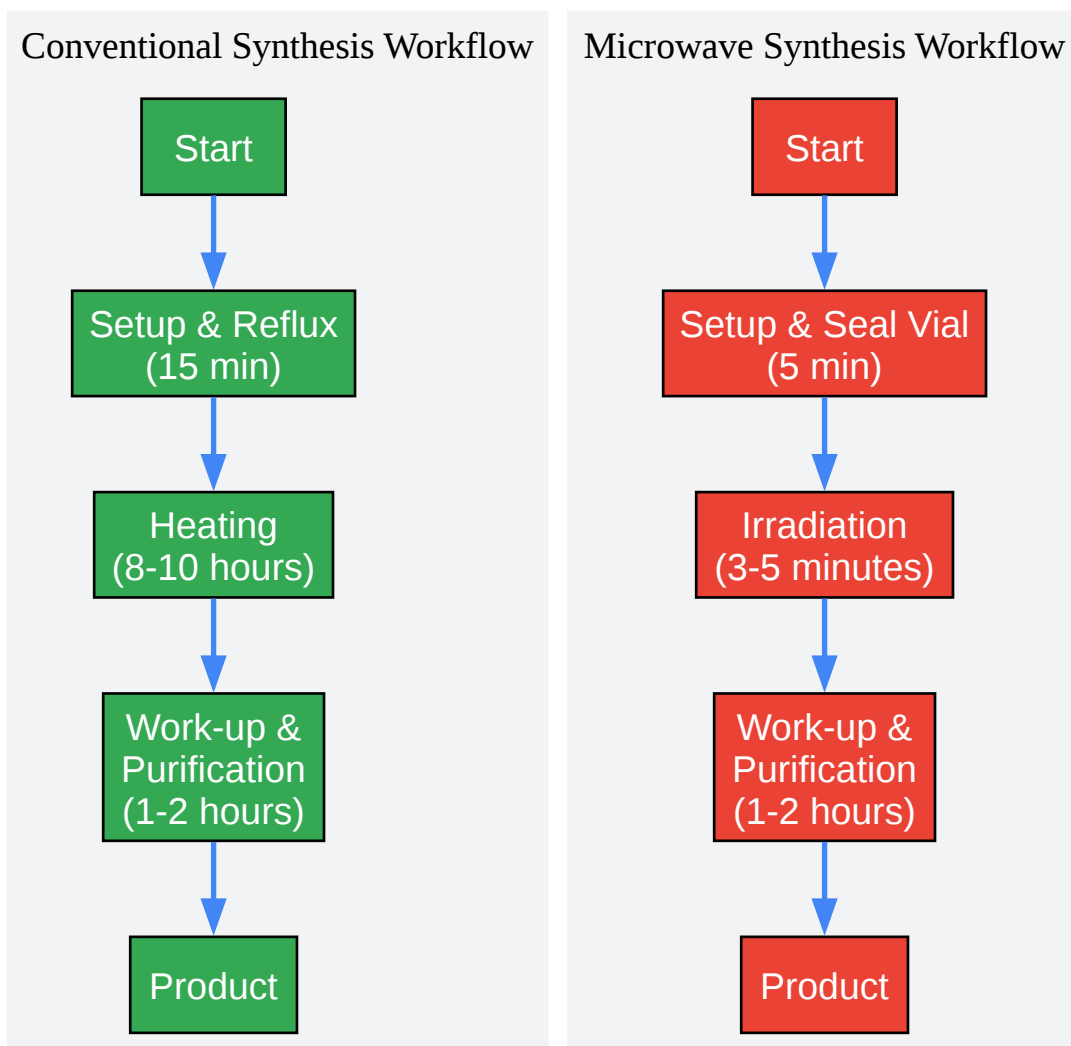 Conventional Synthesis Workflow
Start
Setup & Reflux
(15 min)
Heating
(8-10 hours)
Work-up &
Purification
(1-2 hours)
Product
Microwave Synthesis Workflow
Start
Setup & Seal Vial
(5 min)
Irradiation
(3-5 minutes)
Work-up &
Purification
(1-2 hours)
Product